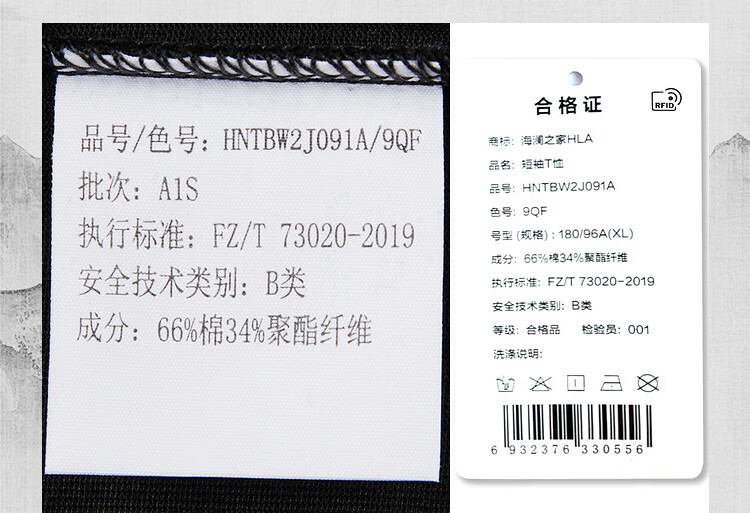 品号/色号: HNTBW2J091A/9QF
批次: A1S
执行标准: FZ/T 73020-2019
安全技术类别: B类
成分: 66%棉34%聚酯纤维
合格证
RFID
商标: 海澜之家HLA
品名: 短袖T恤
品号: HNTBW2J091A
色号: 9QF
号型(规格): 180/96A(XL)
成分: 66%棉34%聚酯纤维
执行标准: FZ/T 73020-2019
安全技术类别: B类
等级: 合格品 检验员: 001
洗涤说明:
6 932376 330556